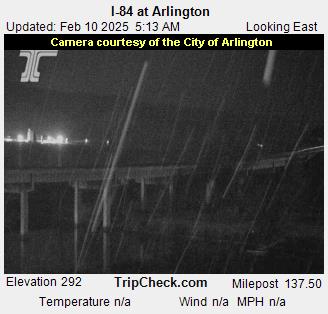 I-84 at Arlington
Updated: Feb 10 2025 5:13 AM Looking East
Camera courtesy of the City of Arlington
Elevation 292 TripCheck.com Milepost 137.50
Temperature n/a Wind n/a MPH n/a